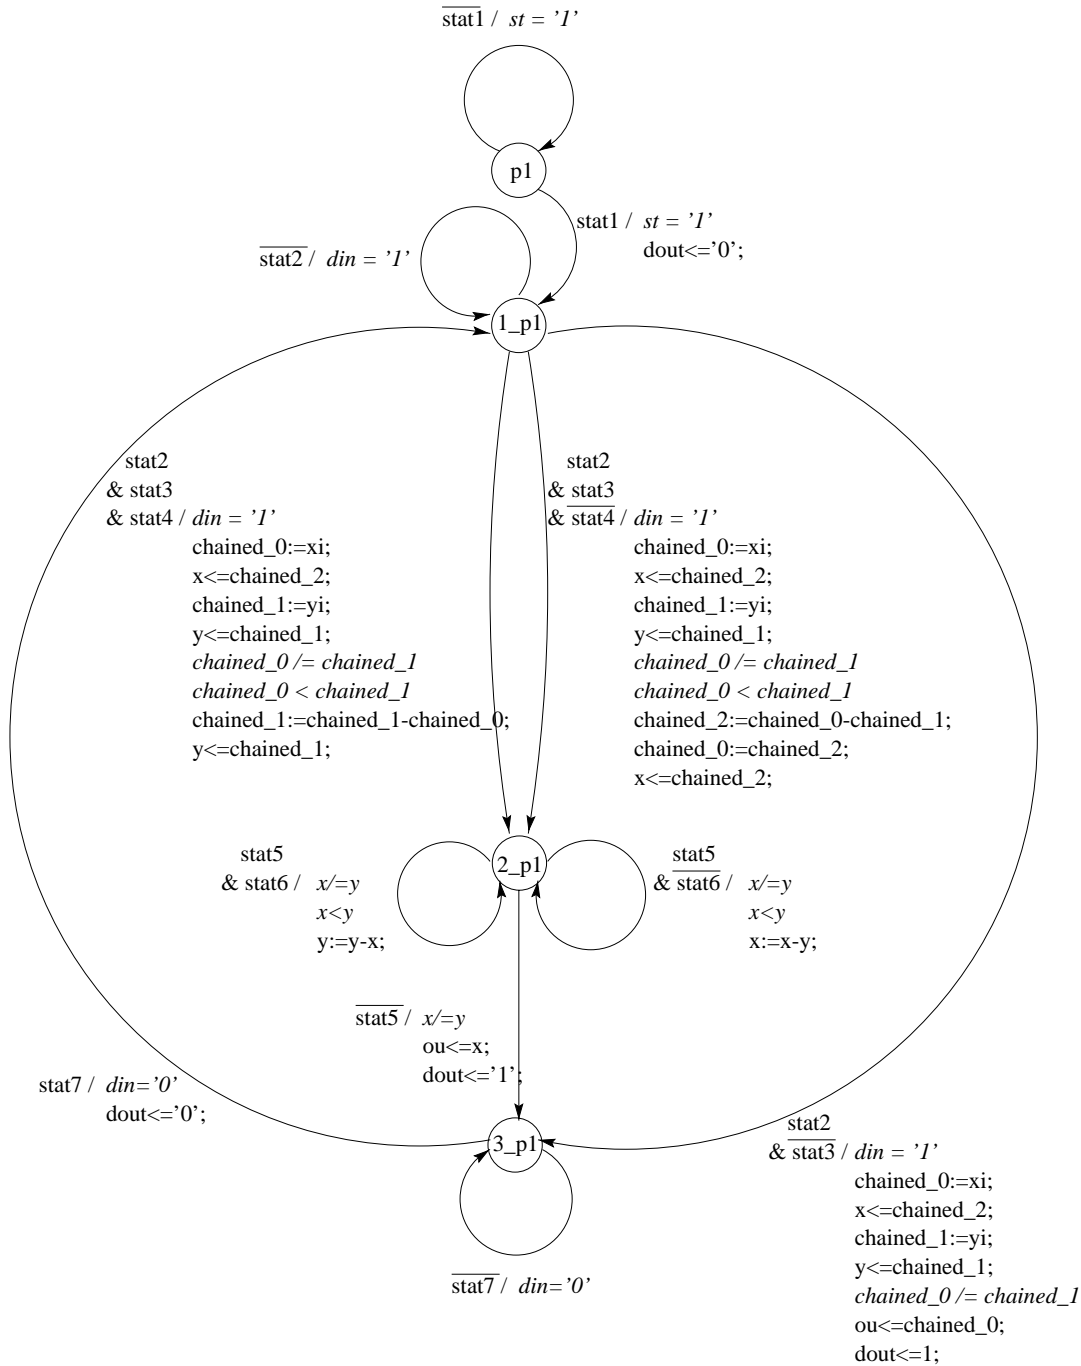 stat1 / st = '1'
p1
stat1 / st = '1'
dout<='0';
stat2 / din = '1'
1_p1
stat2
& stat3
& stat4 / din = '1'
chained_0:=xi;
x<=chained_2;
chained_1:=yi;
y<=chained_1;
chained_0 /= chained_1
chained_0 < chained_1
chained_1:=chained_1-chained_0;
y<=chained_1;
stat2
& stat3
& stat4 / din = '1'
chained_0:=xi;
x<=chained_2;
chained_1:=yi;
y<=chained_1;
chained_0 /= chained_1
chained_0 < chained_1
chained_2:=chained_0-chained_1;
chained_0:=chained_2;
x<=chained_2;
stat5
& stat6 / x/=y
x<y
y:=y-x;
2_p1
stat5
& stat6 / x/=y
x<y
x:=x-y;
stat5 / x/=y
ou<=x;
dout<='1';
stat7 / din='0'
dout<='0';
3_p1
stat7 / din='0'
stat2
& stat3 / din = '1'
chained_0:=xi;
x<=chained_2;
chained_1:=yi;
y<=chained_1;
chained_0 /= chained_1
ou<=chained_0;
dout<=1;